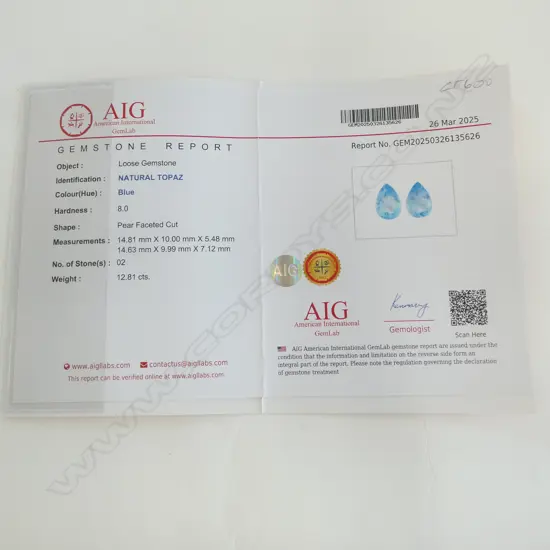 AIG
American International
GemLab
GEMSTONE REPORT
Object : Loose Gemstone
Identification : NATURAL TOPAZ
Colour(Hue) : Blue
Hardness : 8.0
Shape : Pear Faceted Cut
Measurements : 14.81 mm X 10.00 mm X 5.48 mm
14.63 mm X 9.99 mm X 7.12 mm
No. of Stone(s) : 02
Weight : 12.81 cts.
www.aigllabs.com contactus@aigllabs.com
This report can be verified online at www.aigllabs.com
GEM20250326135626
26 Mar 2025
Report No. GEM20250326135626
AIG
AIG
American International
GemLab
Gemologist
Scan Here
AIG American International GemLab gemstone report are issued under the
condition that the information and limitation on the reverse side form an
integral part of the report. Please note the regulation governing the declaration
of gemstone treatment